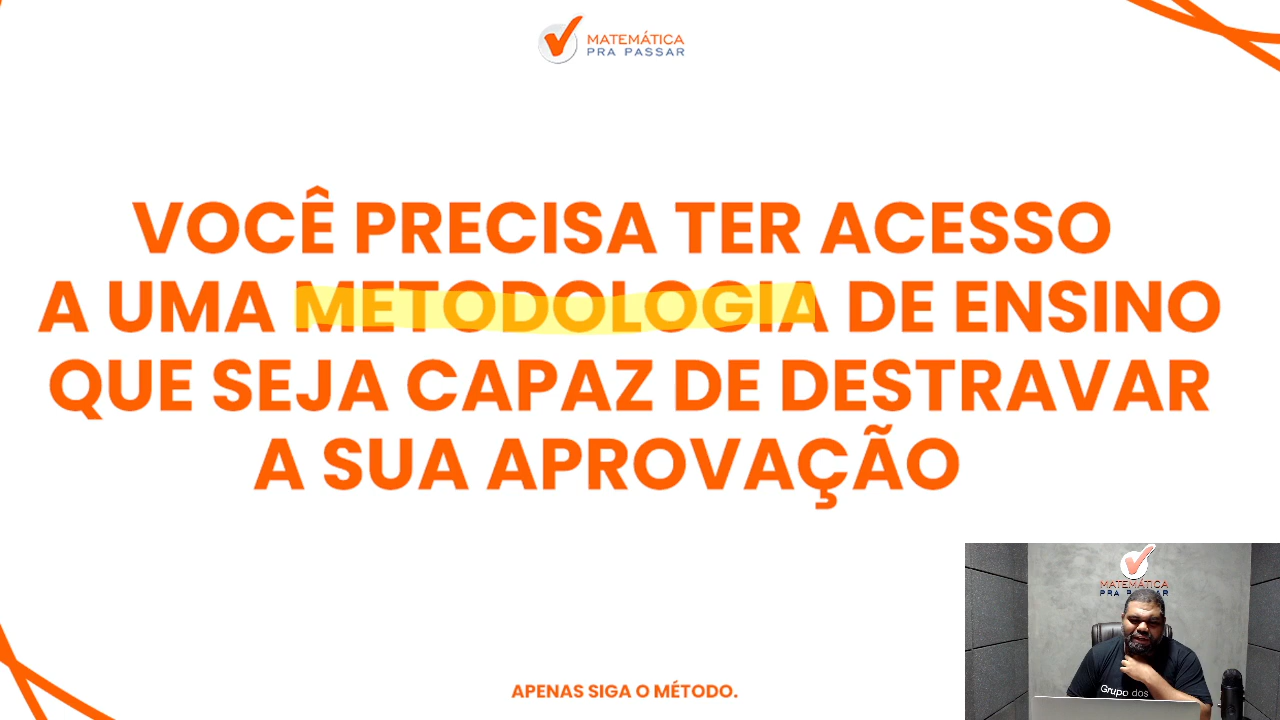 MATEMÁTICA
PRA PASSAR
VOCÊ PRECISA TER ACESSO
A UMA METODOLOGIA DE ENSINO
QUE SEJA CAPAZ DE DESTRAVAR
A SUA APROVAÇÃO
MATEMÁTICA
PRA PASSAR
Grupo dos
APENAS SIGA O MÉTODO.